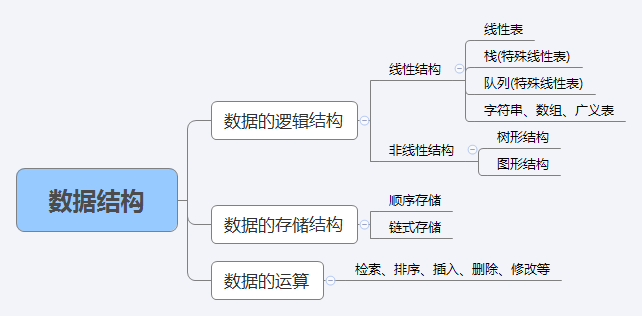 数据结构
数据的逻辑结构
线性结构
线性表
栈(特殊线性表)
队列(特殊线性表)
字符串、数组、广义表
非线性结构
树形结构
图形结构
数据的存储结构
顺序存储
链式存储
数据的运算
检索、排序、插入、删除、修改等